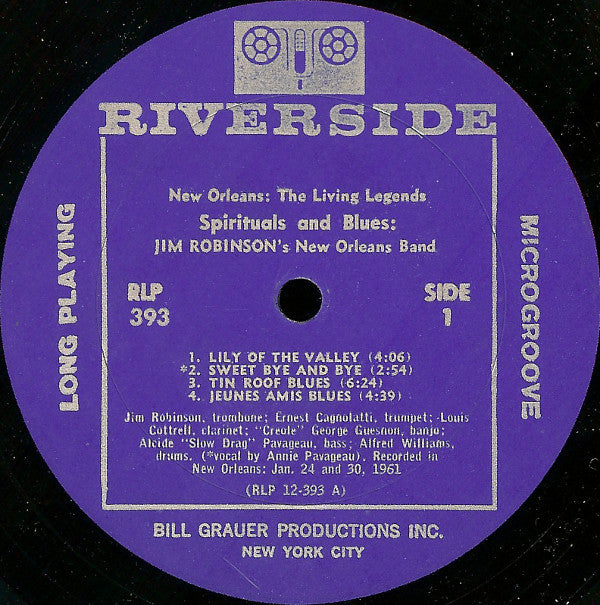 RIVERSIDE
New Orleans: The Living Legends
Spirituals and Blues:
JIM ROBINSON's New Orleans Band
LONG PLAYING
MICROGROOVE
RLP
393
SIDE
1
1. LILY OF THE VALLEY (4:06)
*2. SWEET BYE AND BYE (2:54)
3. TIN ROOF BLUES (6:24)
4. JEUNES AMIS BLUES (4:39)
Jim Robinson, trombone; Ernest Cagnolatti, trumpet; Louis
Cottrell, clarinet; "Creole" George Guesnon, banjo;
Alcide "Slow Drag" Pavageau, bass; Alfred Williams,
drums. (*vocal by Annie Pavageau). Recorded in
New Orleans: Jan. 24 and 30, 1961
(RLP 12-393 A)
BILL GRAUER PRODUCTIONS INC.
NEW YORK CITY